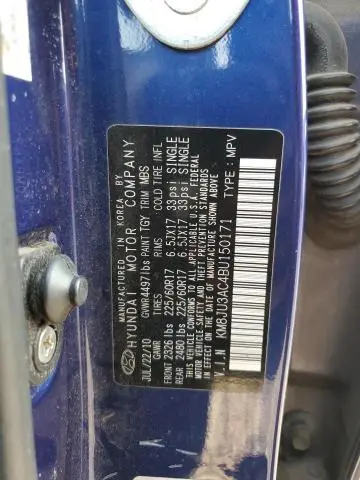 MANUFACTURED IN KOREA BY
HYUNDAI MOTOR COMPANY
JUL/22/10 GVWR 4497lbs PAINT TGY TRIM MBS
GAWR TIRES RIMS COLD TIRE INFL
FRONT 2326 lbs 225/60R17 6.5JX17 33psi SINGLE
REAR 2480 lbs 225/60R17 6.5JX17 33psi SINGLE
THIS VEHICLE CONFORMS TO ALL APPLICABLE U.S.A. FEDERAL
MOTOR VEHICLE SAFETY, BUMPER, AND THEFT PREVENTION STANDARDS
IN EFFECT ON THE DATE OF MANUFACTURE SHOWN ABOVE.
V.I.N KM8JU3AC4BU150171 TYPE: MPV